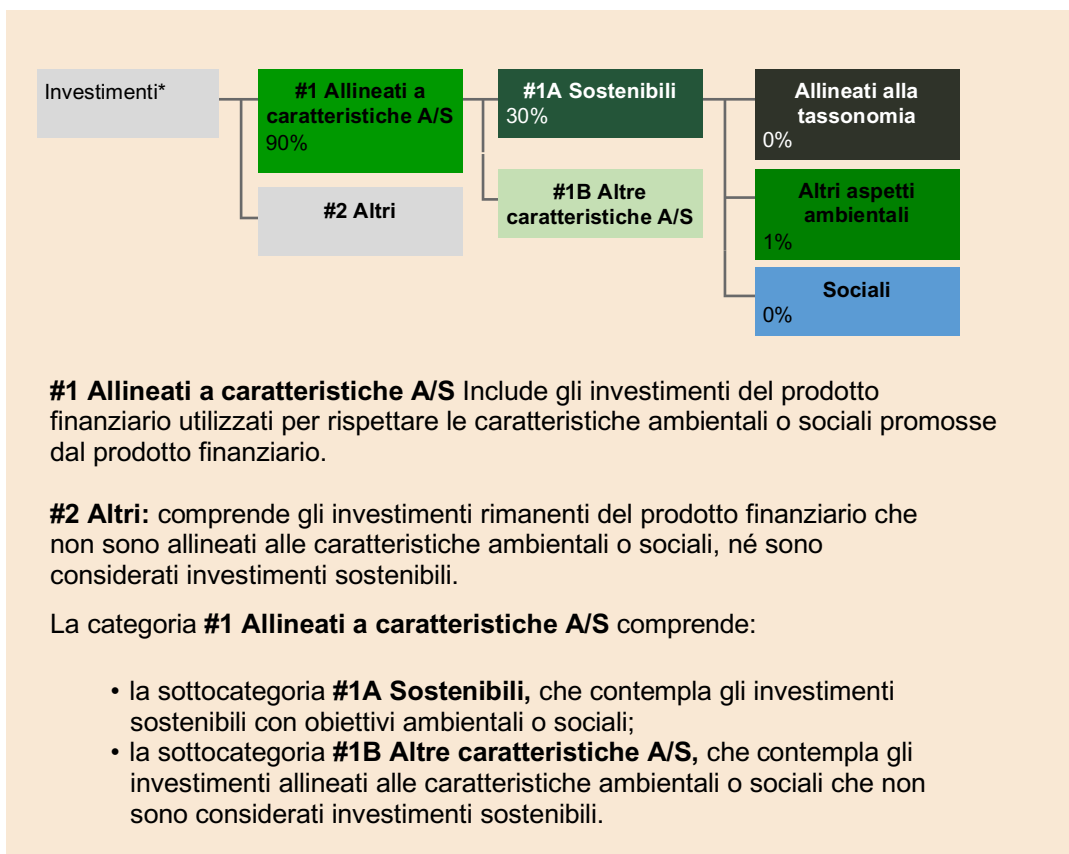 Investimenti*
#1 Allineati a
caratteristiche A/S
90%
#2 Altri
#1A Sostenibili
30%
#1B Altre
caratteristiche A/S
Allineati alla
tassonomia
0%
Altri aspetti
ambientali
1%
Sociali
0%
#1 Allineati a caratteristiche A/S Include gli investimenti del prodotto
finanziario utilizzati per rispettare le caratteristiche ambientali o sociali promosse
dal prodotto finanziario.
#2 Altri: comprende gli investimenti rimanenti del prodotto finanziario che
non sono allineati alle caratteristiche ambientali o sociali, né sono
considerati investimenti sostenibili.
La categoria #1 Allineati a caratteristiche A/S comprende:
• la sottocategoria #1A Sostenibili, che contempla gli investimenti
sostenibili con obiettivi ambientali o sociali;
• la sottocategoria #1B Altre caratteristiche A/S, che contempla gli
investimenti allineati alle caratteristiche ambientali o sociali che non
sono considerati investimenti sostenibili.